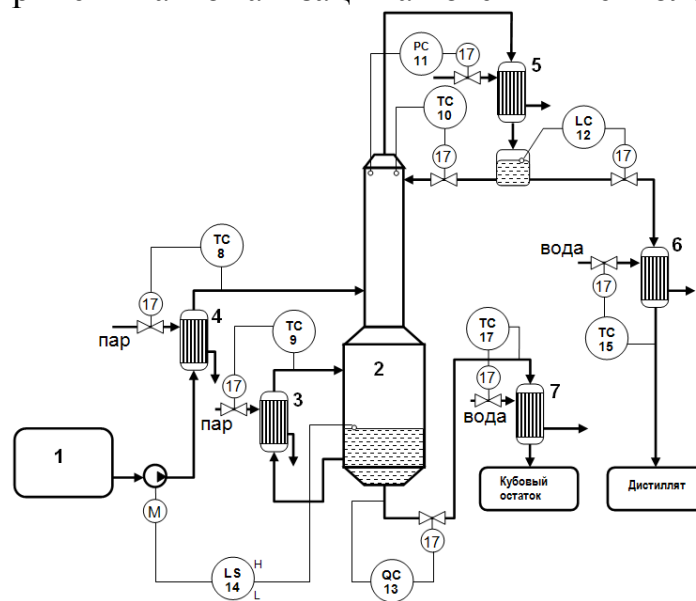 PC
11
17
5
TC
10
17
LC
12
17
TC
8
17
пар
4
TC
9
17
пар
3
2
вода
6
17
TC
15
TC
17
17
вода
7
1
M
LS
14
H
L
QC
13
17
Кубовый
остаток
Дистиллят